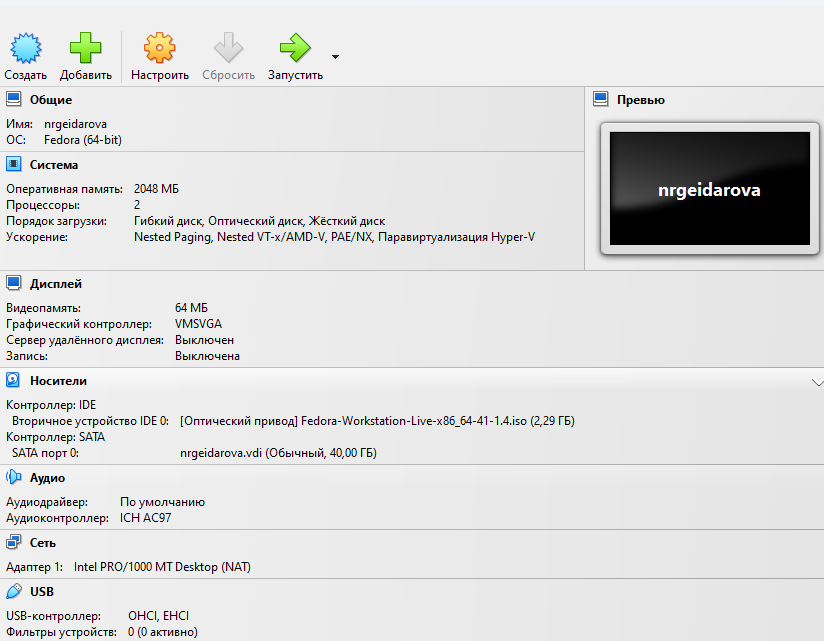 Создать Добавить Настроить Сбросить Запустить
Общие
Имя: nrgeidarova
ОС: Fedora (64-bit)
Превью
nrgeidarova
Система
Оперативная память: 2048 МБ
Процессоры: 2
Порядок загрузки: Гибкий диск, Оптический диск, Жёсткий диск
Ускорение: Nested Paging, Nested VT-x/AMD-V, PAE/NX, Паравиртуализация Hyper-V
Дисплей
Видеопамять: 64 МБ
Графический контроллер: VMSVGA
Сервер удалённого дисплея: Выключен
Запись: Выключена
Носители
Контроллер: IDE
Вторичное устройство IDE 0: [Оптический привод] Fedora-Workstation-Live-x86_64-41-1.4.iso (2,29 ГБ)
Контроллер: SATA
SATA порт 0: nrgeidarova.vdi (Обычный, 40,00 ГБ)
Аудио
Аудиодрайвер: По умолчанию
Аудиоконтроллер: ICH AC97
Сеть
Адаптер 1: Intel PRO/1000 MT Desktop (NAT)
USB
USB-контроллер: OHCI, EHCI
Фильтры устройств: 0 (0 активно)